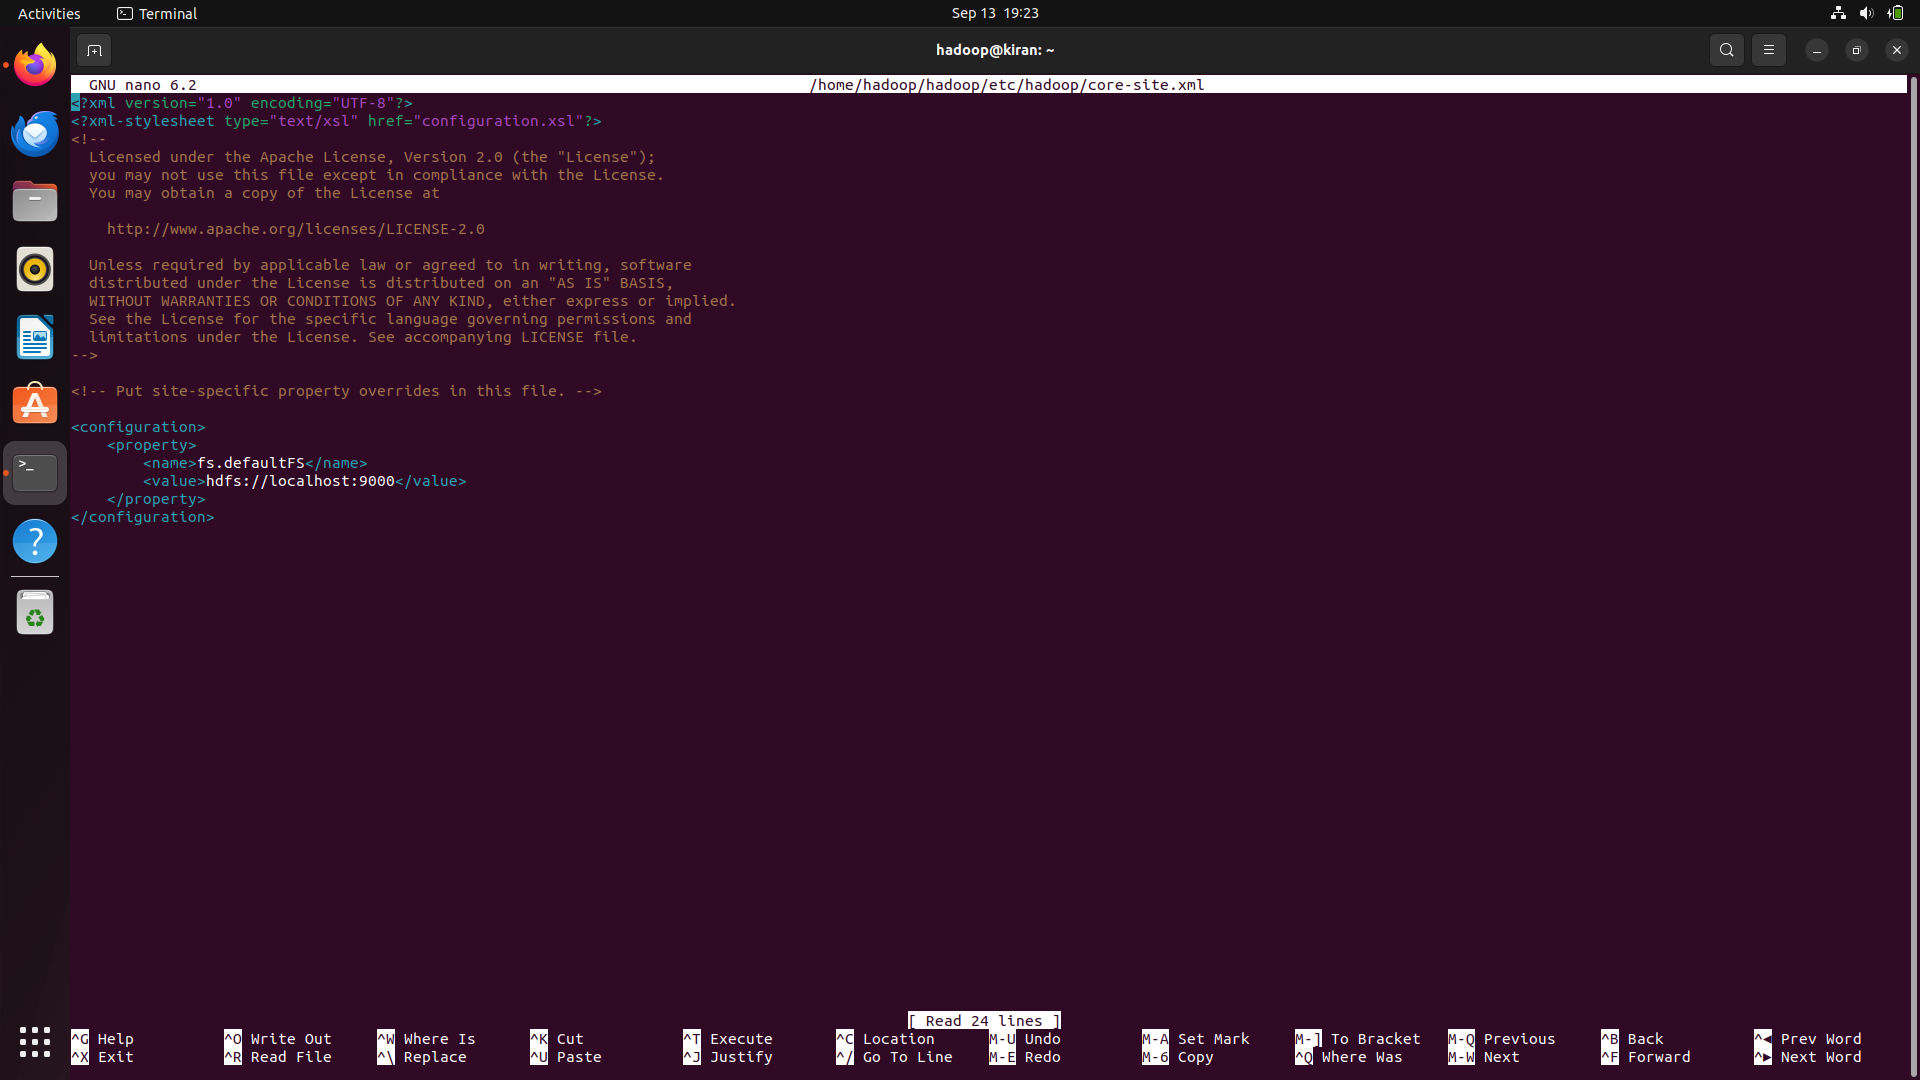 Activities Terminal Sep 13 19:23
hadoop@kiran: ~
GNU nano 6.2 /home/hadoop/hadoop/etc/hadoop/core-site.xml
<?xml version="1.0" encoding="UTF-8"?>
<?xml-stylesheet type="text/xsl" href="configuration.xsl"?>
<!--
  Licensed under the Apache License, Version 2.0 (the "License");
  you may not use this file except in compliance with the License.
  You may obtain a copy of the License at

    http://www.apache.org/licenses/LICENSE-2.0

  Unless required by applicable law or agreed to in writing, software
  distributed under the License is distributed on an "AS IS" BASIS,
  WITHOUT WARRANTIES OR CONDITIONS OF ANY KIND, either express or implied.
  See the License for the specific language governing permissions and
  limitations under the License. See accompanying LICENSE file.
-->

<!-- Put site-specific property overrides in this file. -->

<configuration>
    <property>
        <name>fs.defaultFS</name>
        <value>hdfs://localhost:9000</value>
    </property>
</configuration>
[ Read 24 lines ]
^G Help ^O Write Out ^W Where Is ^K Cut ^T Execute ^C Location M-U Undo M-A Set Mark M-] To Bracket M-Q Previous ^B Back ^◀ Prev Word
^X Exit ^R Read File ^\ Replace ^U Paste ^J Justify ^/ Go To Line M-E Redo M-6 Copy ^Q Where Was M-W Next ^F Forward ^▶ Next Word